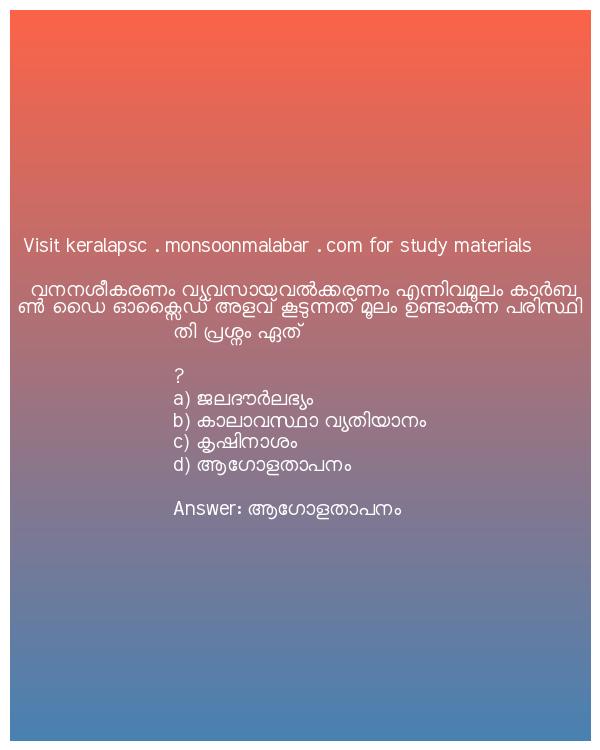 Visit keralapsc . monsoonmalabar . com for study materials
വനനശീകരണം വ്യവസായവൽക്കരണം എന്നിവമൂലം കാർബ
ൺ ഡൈ ഓക്സൈഡ് അളവ് കൂടുന്നത് മൂലം ഉണ്ടാകുന്ന പരിസ്ഥി
തി പ്രശ്നം ഏത്
?
a) ജലദൗർലഭ്യം
b) കാലാവസ്ഥാ വ്യതിയാനം
c) കൃഷിനാശം
d) ആഗോളതാപനം
Answer: ആഗോളതാപനം